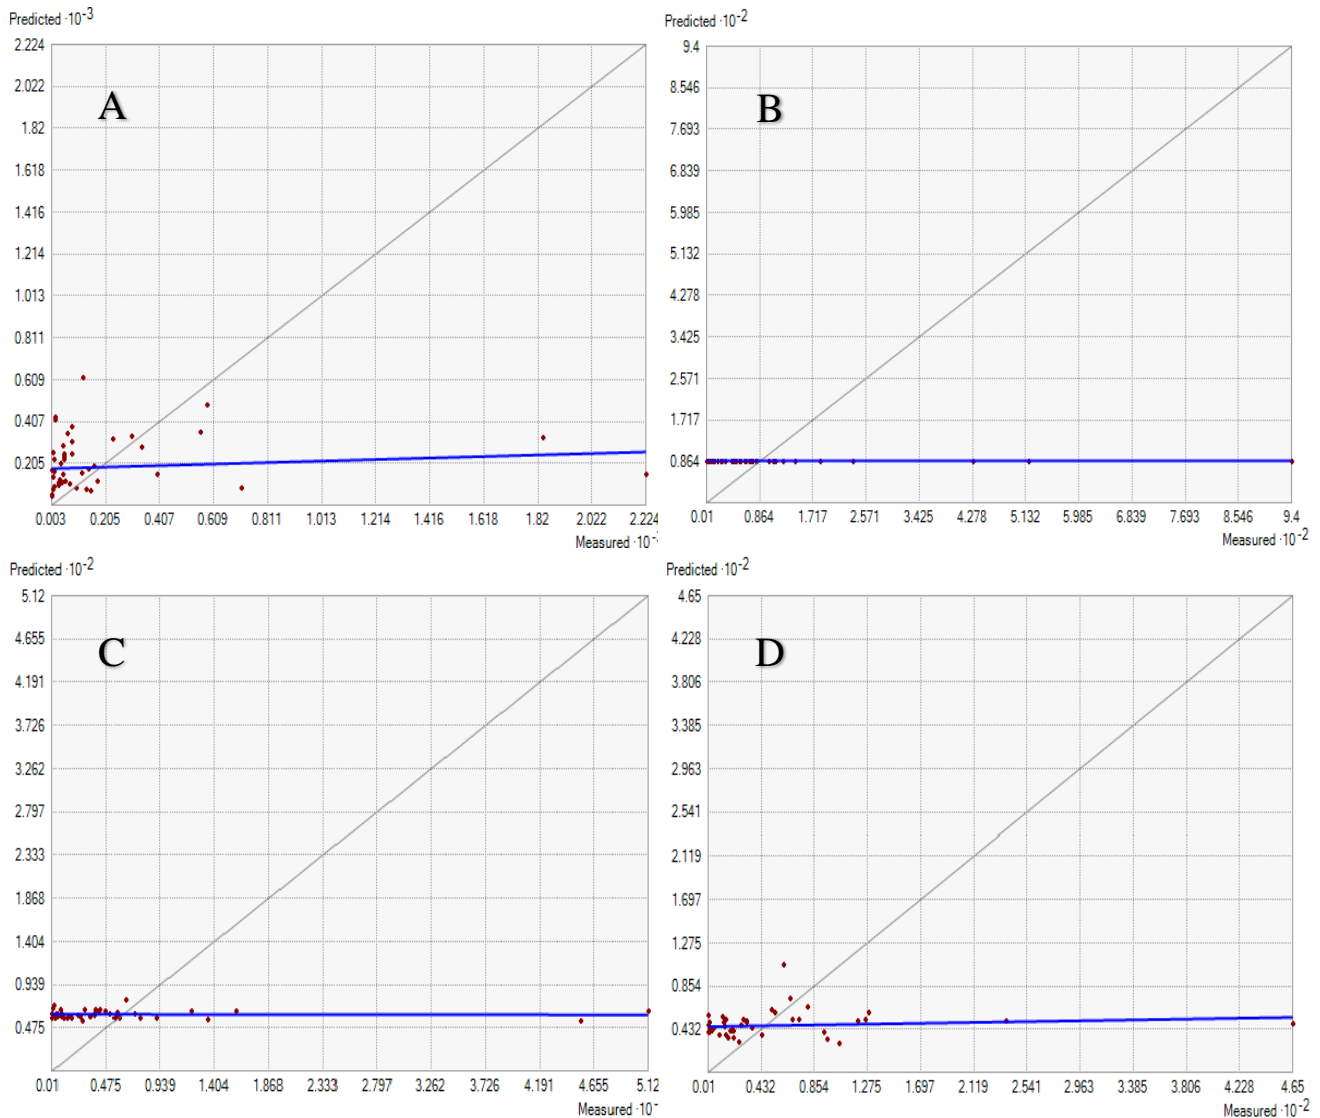 Predicted ·10-3
2.224
2.022
A
1.82
1.618
1.416
1.214
1.013
0.811
0.609
0.407
0.205
0.003 0.205 0.407 0.609 0.811 1.013 1.214 1.416 1.618 1.82 2.022 2.224
Measured ·10-
Predicted ·10-2
9.4
8.546
B
7.693
6.839
5.985
5.132
4.278
3.425
2.571
1.717
0.864
0.01 0.864 1.717 2.571 3.425 4.278 5.132 5.985 6.839 7.693 8.546 9.4
Measured ·10-2
Predicted ·10-2
5.12
4.655
C
4.191
3.726
3.262
2.797
2.333
1.868
1.404
0.939
0.475
0.01 0.475 0.939 1.404 1.868 2.333 2.797 3.262 3.726 4.191 4.655 5.12
Measured ·10-
Predicted ·10-2
4.65
4.228
D
3.806
3.385
2.963
2.541
2.119
1.697
1.275
0.854
0.432
0.01 0.432 0.854 1.275 1.697 2.119 2.541 2.963 3.385 3.806 4.228 4.65
Measured ·10-2